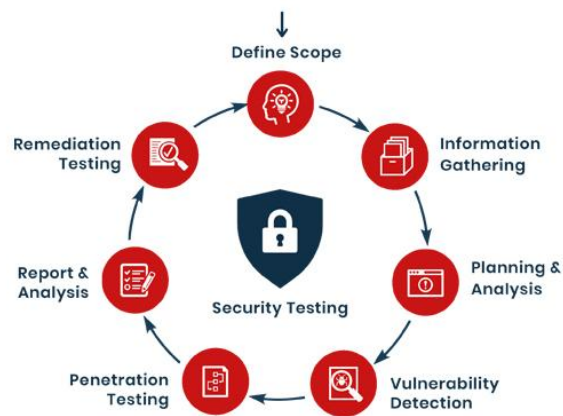 Define Scope
Information
Gathering
Planning &
Analysis
Vulnerability
Detection
Penetration
Testing
Report &
Analysis
Remediation
Testing
Security Testing